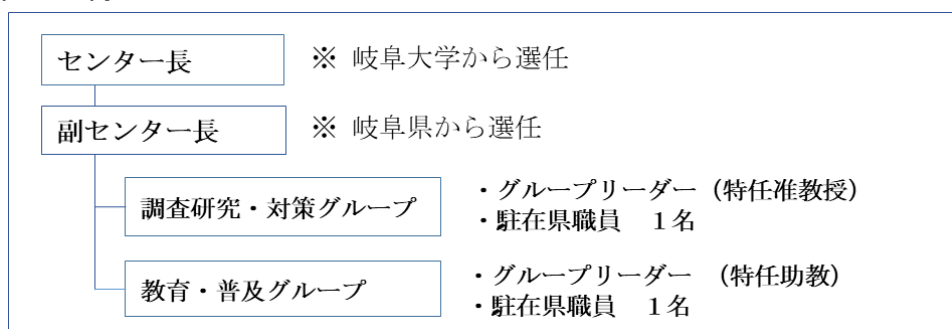 センター長　※ 岐阜大学から選任
副センター長　※ 岐阜県から選任
調査研究・対策グループ
・グループリーダー（特任准教授）
・駐在県職員　１名
教育・普及グループ
・グループリーダー　（特任助教）
・駐在県職員　１名